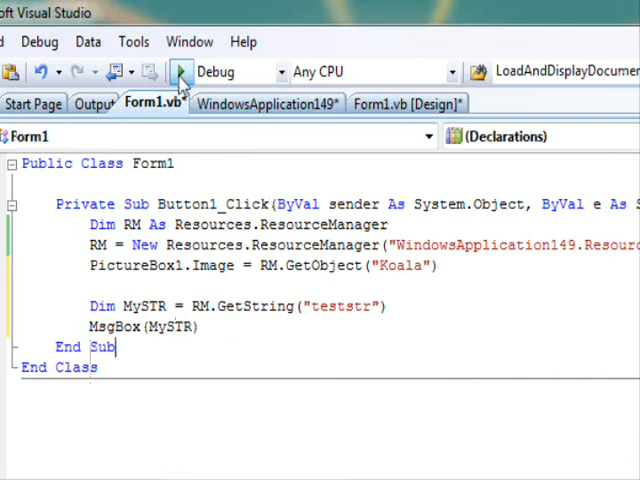 soft Visual Studio
Debug Data Tools Window Help
Debug Any CPU LoadAndDisplayDocumen
Start Page Output Form1.vb* WindowsApplication149* Form1.vb [Design]*
Form1 (Declarations)
Public Class Form1
Private Sub Button1_Click(ByVal sender As System.Object, ByVal e As S
Dim RM As Resources.ResourceManager
RM = New Resources.ResourceManager("WindowsApplication149.Resourc
PictureBox1.Image = RM.GetObject("Koala")
Dim MySTR = RM.GetString("teststr")
MsgBox(MySTR)
End Sub
End Class